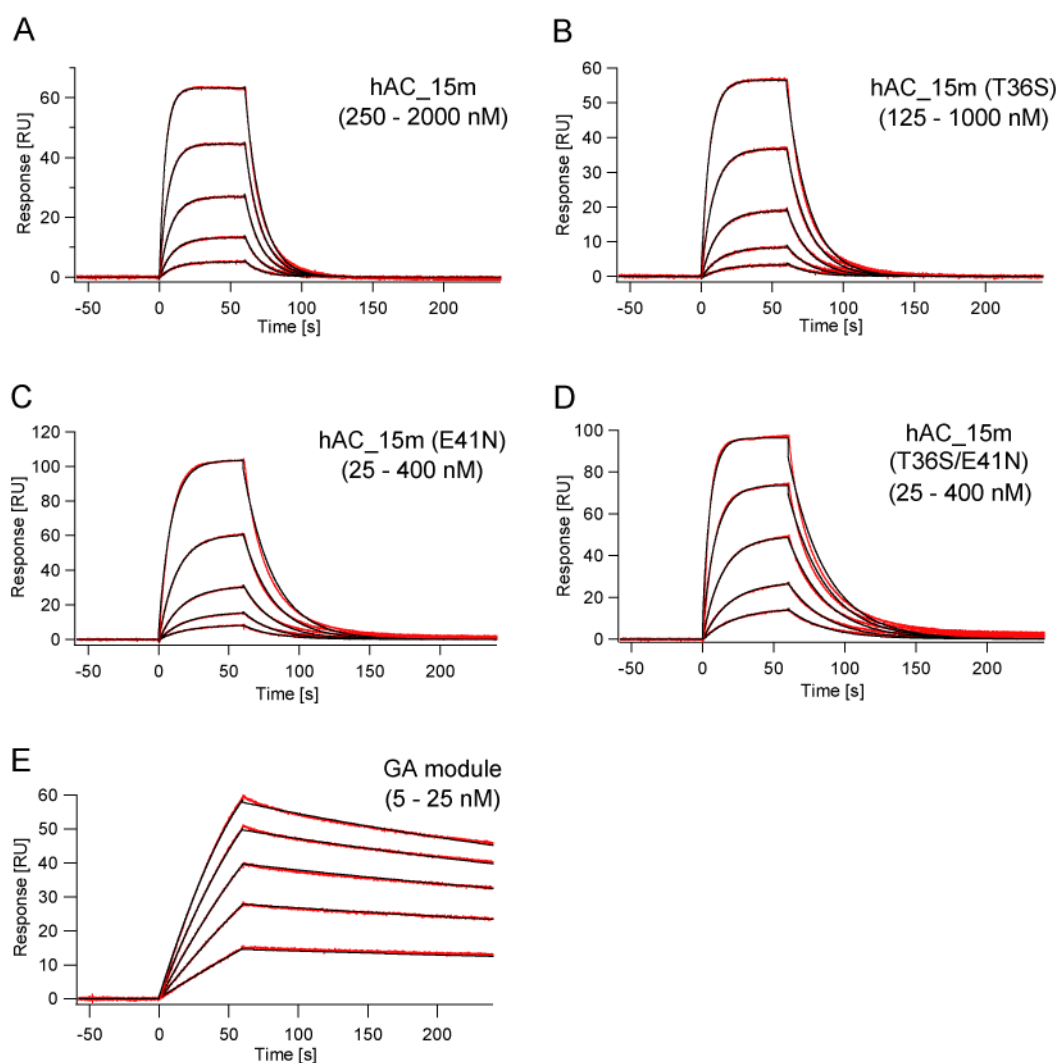 A
hAC_15m
(250 - 2000 nM)
Response [RU]
60
40
20
0
-50 0 50 100 150 200
Time [s]
B
hAC_15m (T36S)
(125 - 1000 nM)
Response [RU]
60
50
40
30
20
10
0
-50 0 50 100 150 200
Time [s]
C
hAC_15m (E41N)
(25 - 400 nM)
Response [RU]
120
100
80
60
40
20
0
-50 0 50 100 150 200
Time [s]
D
hAC_15m
(T36S/E41N)
(25 - 400 nM)
Response [RU]
100
80
60
40
20
0
-50 0 50 100 150 200
Time [s]
E
GA module
(5 - 25 nM)
Response [RU]
60
50
40
30
20
10
0
-50 0 50 100 150 200
Time [s]